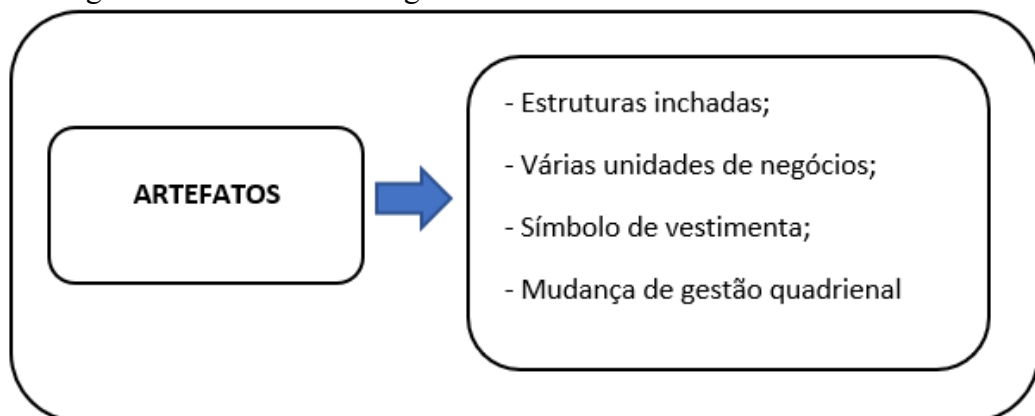 ARTEFATOS
- Estruturas inchadas;
- Várias unidades de negócios;
- Símbolo de vestimenta;
- Mudança de gestão quadrienal